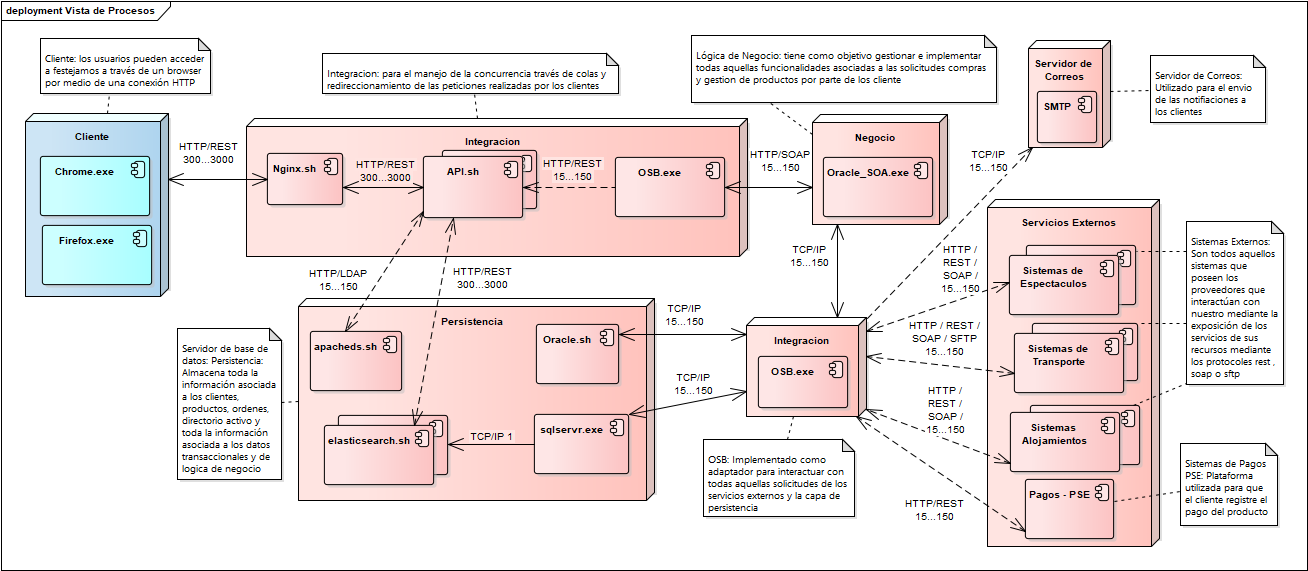 deployment Vista de Procesos
Cliente: los usuarios pueden acceder
a festejamos a través de un browser
por medio de una conexión HTTP
Integracion: para el manejo de la concurrencia través de colas y
redireccionamiento de las peticiones realizadas por los clientes
Lógica de Negocio: tiene como objetivo gestionar e implementar
todas aquellas funcionalidades asociadas a las solicitudes compras
y gestion de productos por parte de los cliente
Servidor de
Correos
SMTP
Servidor de Correos:
Utilizado para el envio
de las notifiaciones a
los clientes
Cliente
Chrome.exe
Firefox.exe
HTTP/REST
300...3000
Integracion
Nginx.sh
HTTP/REST
300...3000
API.sh
HTTP/REST
15...150
OSB.exe
HTTP/SOAP
15...150
Negocio
Oracle_SOA.exe
TCP/IP
15...150
TCP/IP
15...150
HTTP/LDAP
15...150
HTTP/REST
300...3000
Servidor de base de
datos: Persistencia:
Almacena toda la
información asociada
a los clientes,
productos, ordenes,
directorio activo y
toda la información
asociada a los datos
transaccionales y de
logica de negocio
Persistencia
apacheds.sh
Oracle.sh
elasticsearch.sh
TCP/IP 1
sqlservr.exe
TCP/IP
15...150
TCP/IP
15...150
Integracion
OSB.exe
OSB: Implementado como
adaptador para interactuar con
todas aquellas solicitudes de los
servicios externos y la capa de
persistencia
HTTP /
REST /
SOAP /
15...150
HTTP / REST /
SOAP / SFTP
15...150
HTTP /
REST /
SOAP /
15...150
HTTP/REST
15...150
Servicios Externos
Sistemas de
Espectaculos
Sistemas de
Transporte
Sistemas
Alojamientos
Pagos - PSE
Sistemas Externos:
Son todos aquellos
sistemas que
poseen los
proveedores que
interactúan con
nuestro mediante la
exposición de los
servicios de sus
recursos mediante
los protocoles rest ,
soap o sftp
Sistemas de Pagos
PSE: Plataforma
utilizada para que
el cliente registre el
pago del producto